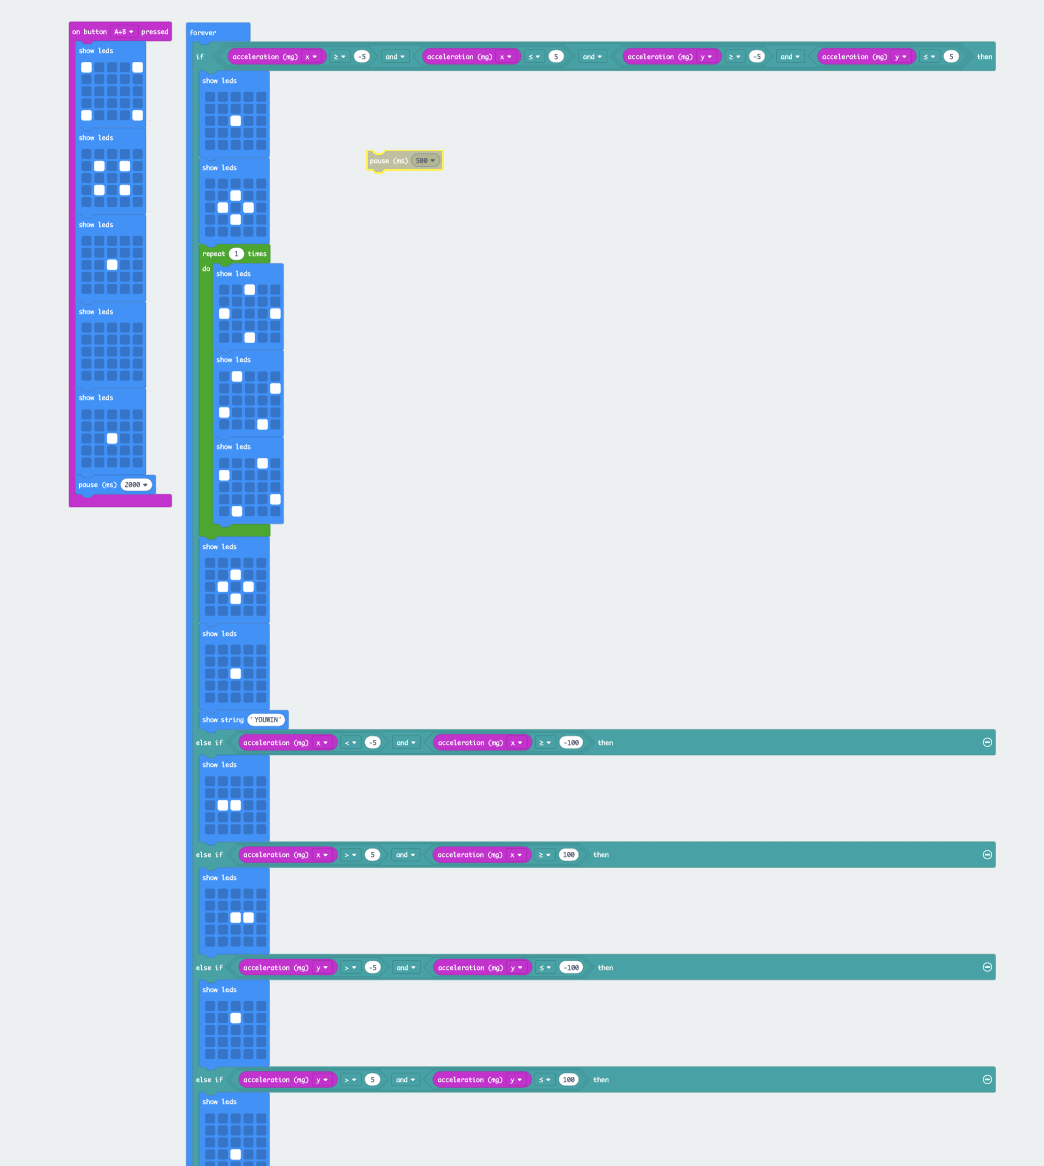 on button A+B pressed
show leds
show leds
show leds
show leds
show leds
pause (ms) 2000
forever
if acceleration (mg) x ≥ -5 and acceleration (mg) x ≤ 5 and acceleration (mg) y ≥ -5 and acceleration (mg) y ≤ 5 then
show leds
pause (ms) 500
show leds
repeat 1 times
do
show leds
show leds
show leds
show leds
show leds
show string "YOUWIN"
else if acceleration (mg) x < -5 and acceleration (mg) x ≥ -100 then
show leds
else if acceleration (mg) x > 5 and acceleration (mg) x ≥ 100 then
show leds
else if acceleration (mg) y > -5 and acceleration (mg) y ≤ -100 then
show leds
else if acceleration (mg) y > 5 and acceleration (mg) y ≤ 100 then
show leds